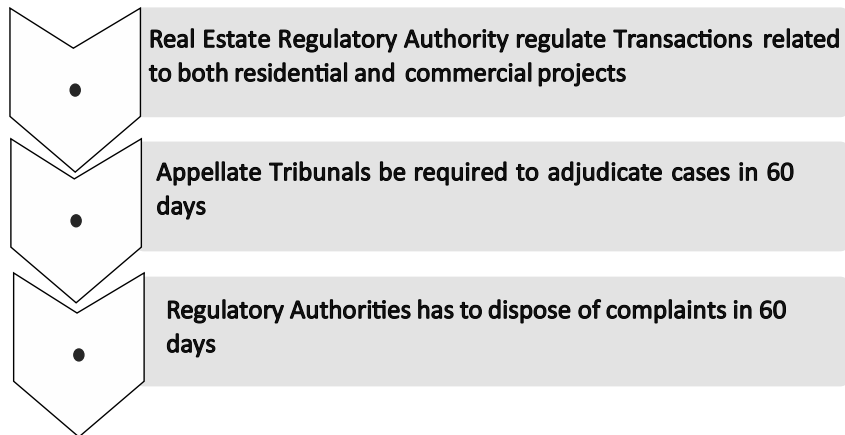 Real Estate Regulatory Authority regulate Transactions related
to both residential and commercial projects
Appellate Tribunals be required to adjudicate cases in 60
days
Regulatory Authorities has to dispose of complaints in 60
days